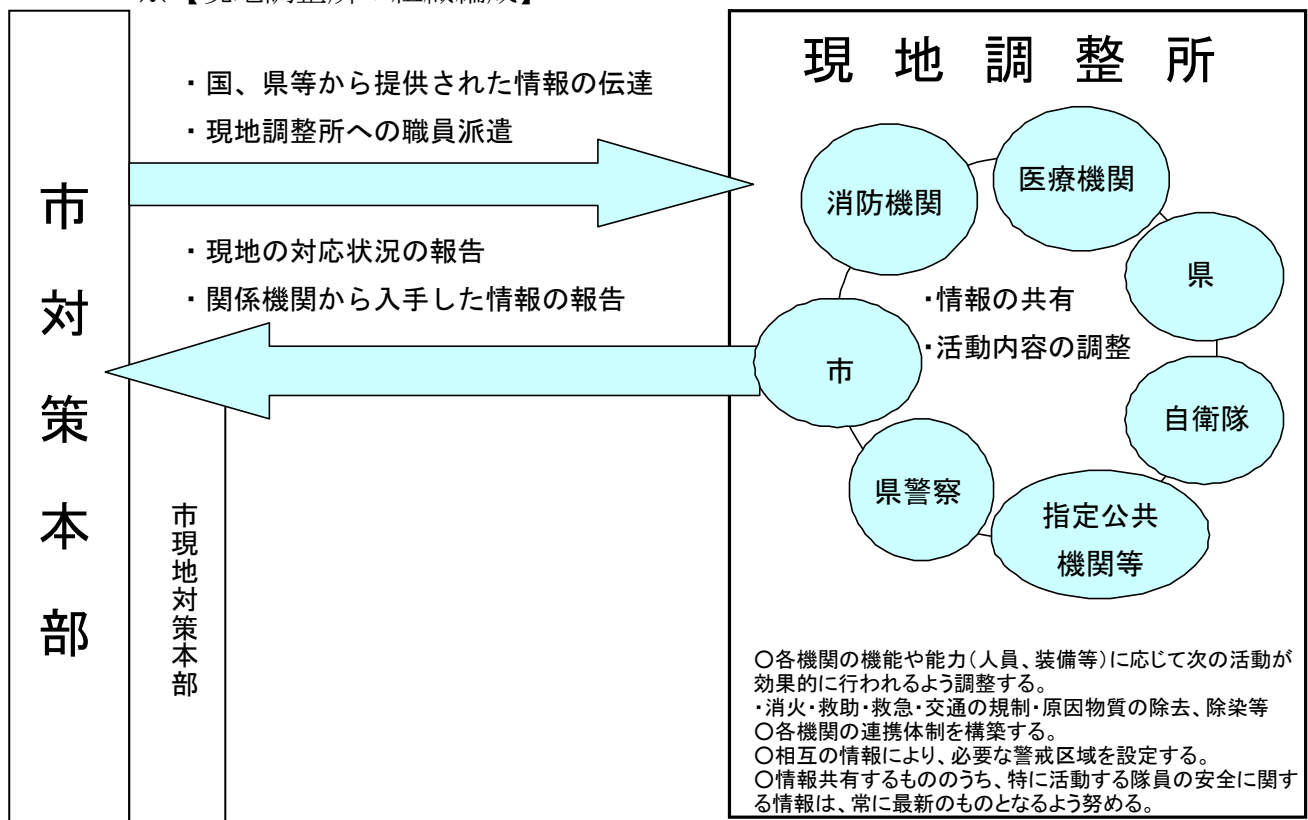 【現地調整所の組織編成】
市対策本部
・国、県等から提供された情報の伝達
・現地調整所への職員派遣
・現地の対応状況の報告
・関係機関から入手した情報の報告
市現地対策本部
現地調整所
消防機関
医療機関
県
・情報の共有
・活動内容の調整
市
自衛隊
県警察
指定公共
機関等
○各機関の機能や能力(人員、装備等)に応じて次の活動が
効果的に行われるよう調整する。
・消火・救助・救急・交通の規制・原因物質の除去、除染等
○各機関の連携体制を構築する。
○相互の情報により、必要な警戒区域を設定する。
○情報共有するもののうち、特に活動する隊員の安全に関す
る情報は、常に最新のものとなるよう努める。